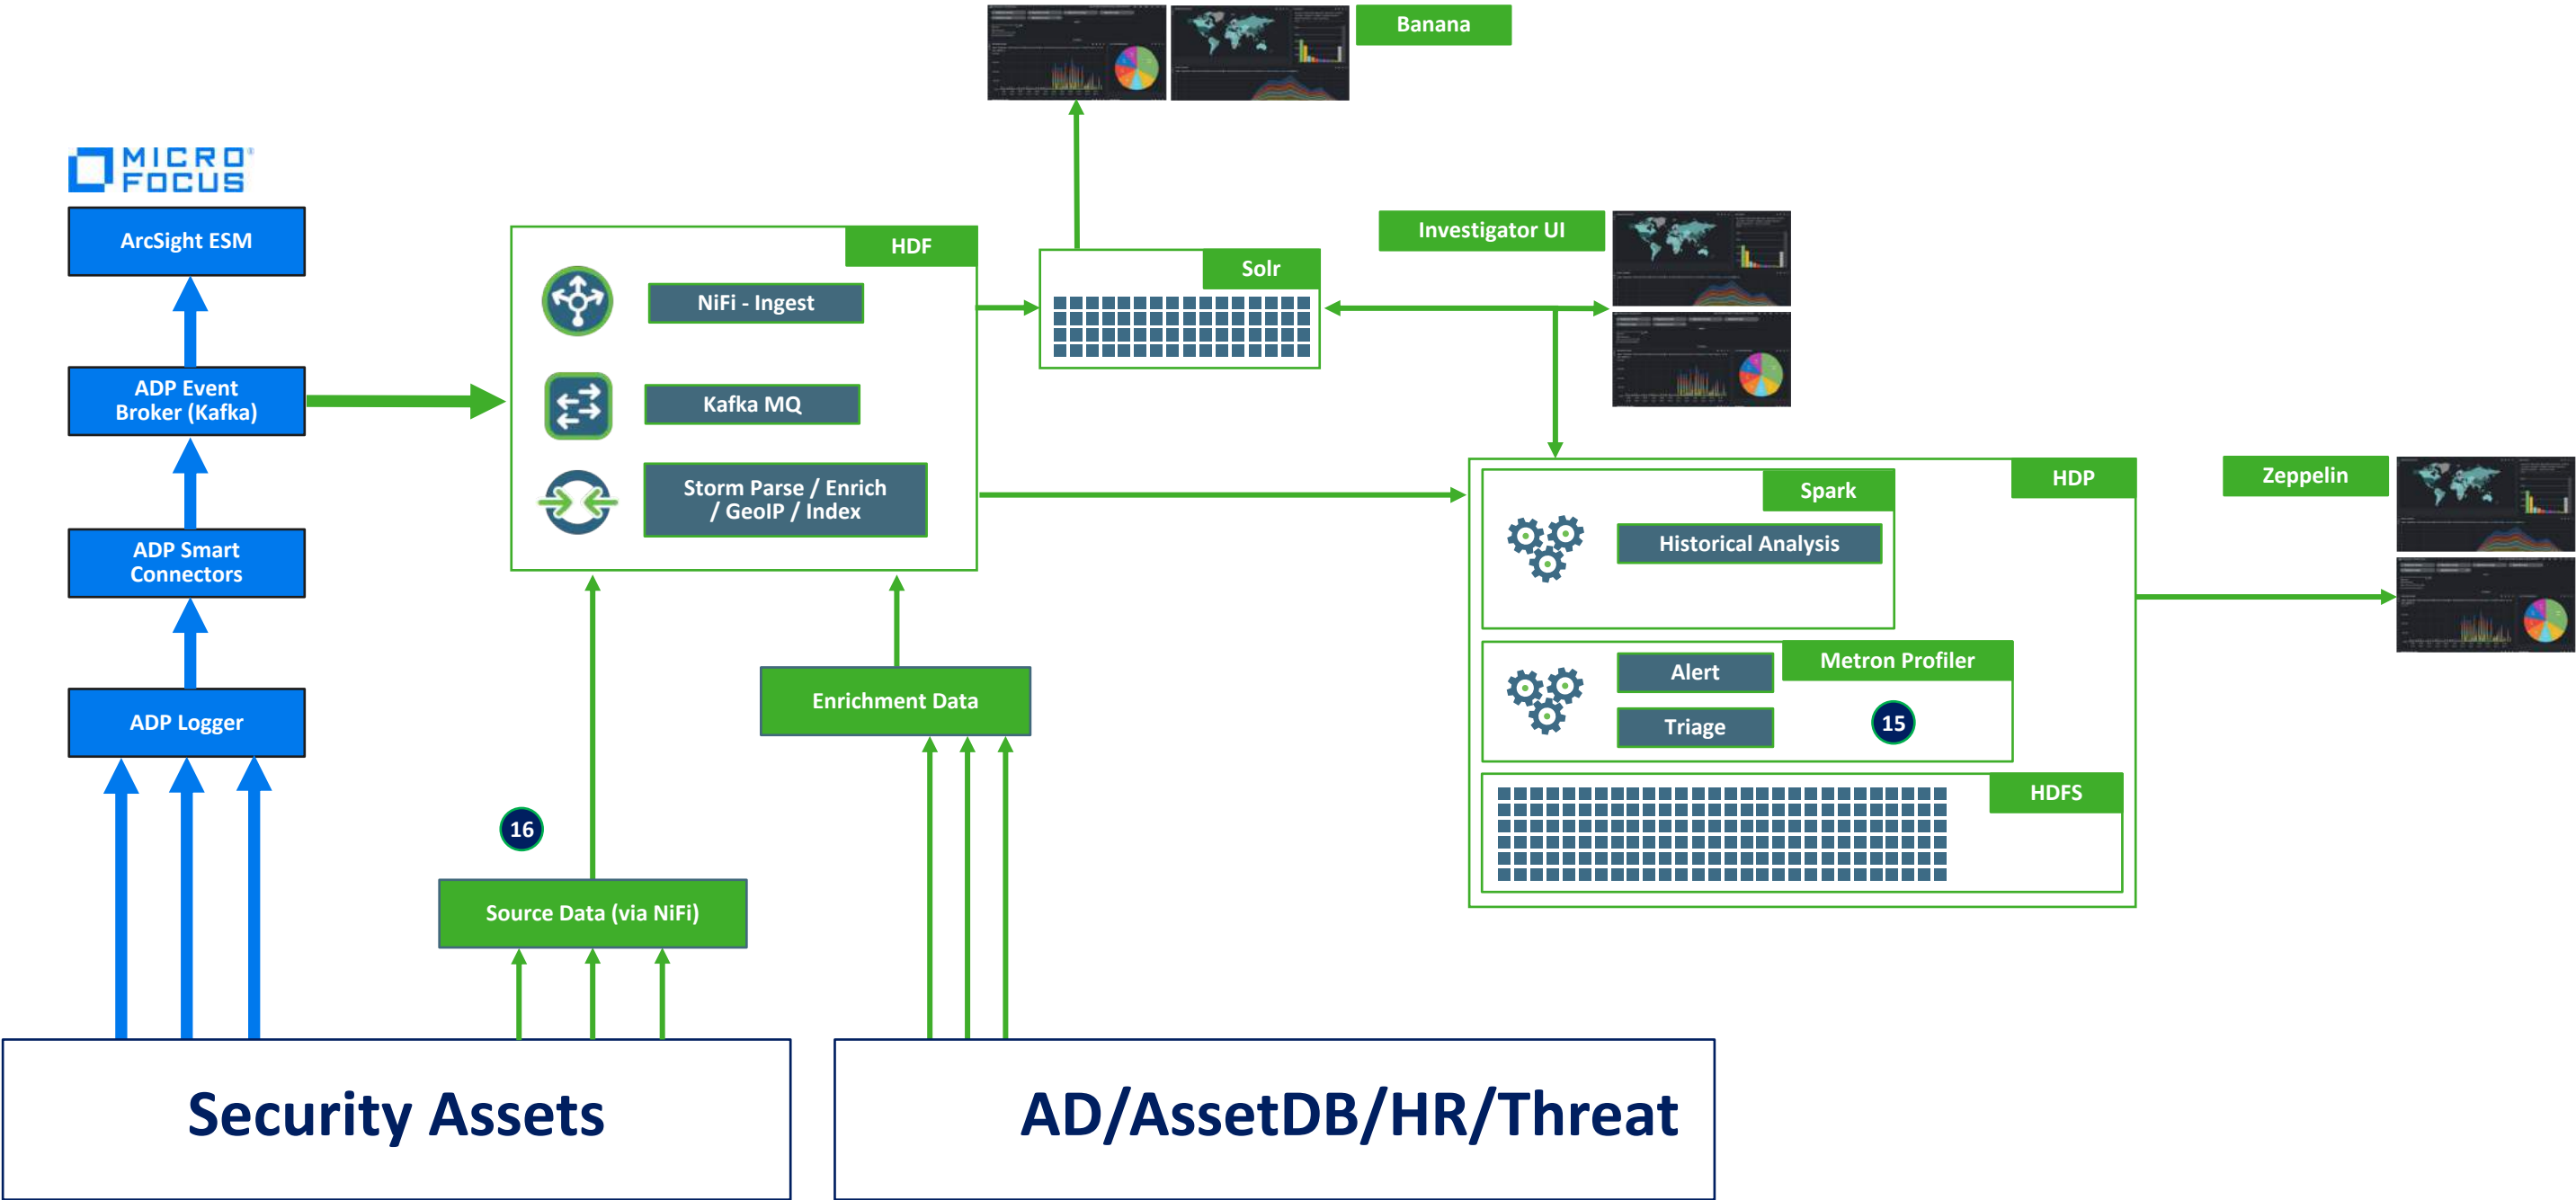 Banana
MICRO
FOCUS
ArcSight ESM
HDF
Investigator UI
Solr
NiFi - Ingest
ADP Event
Broker (Kafka)
Kafka MQ
Storm Parse / Enrich
/ GeoIP / Index
Spark
HDP
Zeppelin
Historical Analysis
ADP Smart
Connectors
Metron Profiler
Alert
Triage
15
Enrichment Data
ADP Logger
HDFS
16
Source Data (via NiFi)
Security Assets
AD/AssetDB/HR/Threat